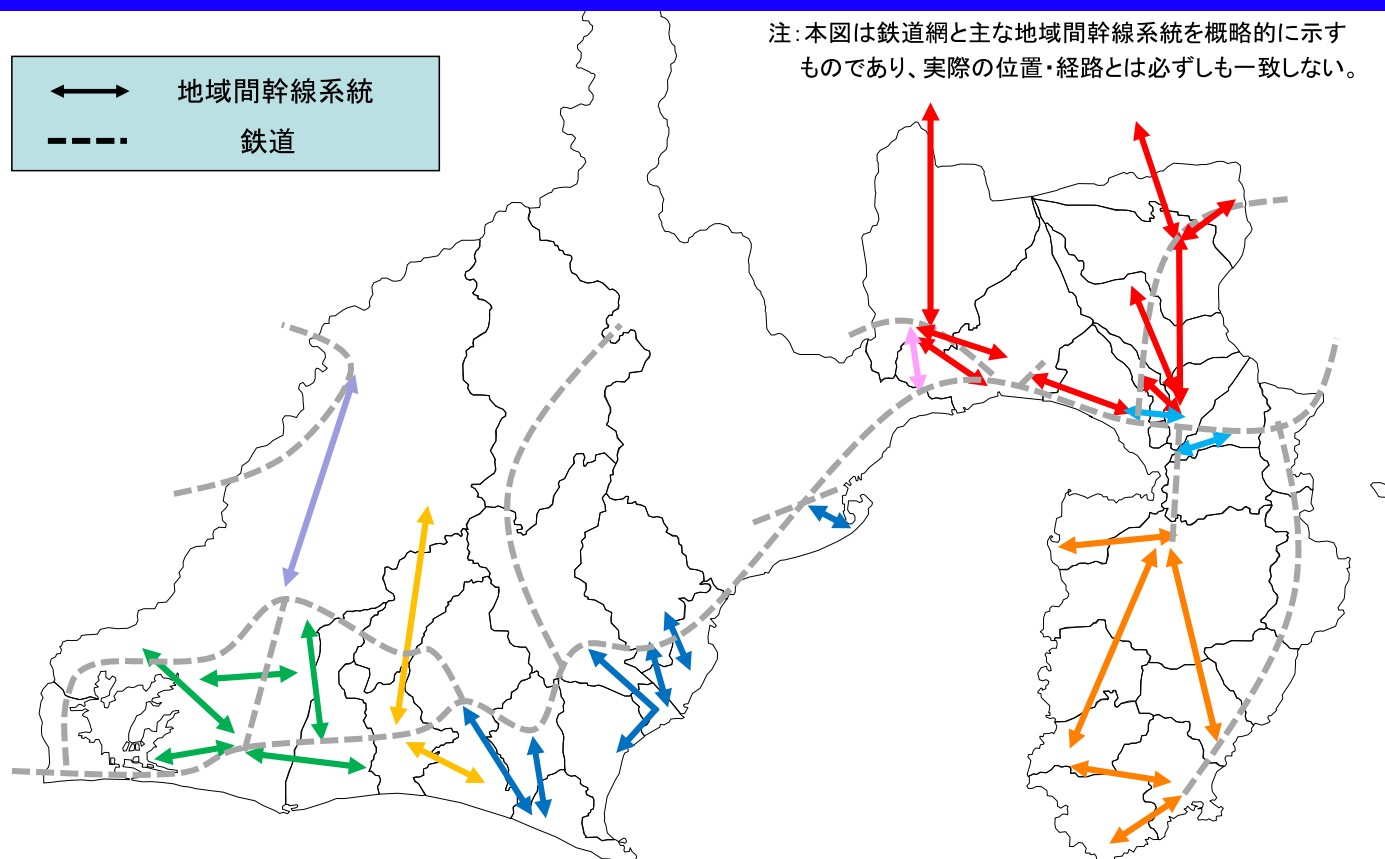 注：本図は鉄道網と主な地域間幹線系統を概略的に示す
ものであり、実際の位置・経路とは必ずしも一致しない。
地域間幹線系統
鉄道